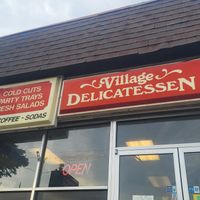 COLD CUTS
PARTY TRAYS
FRESH SALADS
COFFEE - SODAS
Village
DELICATESSEN
OPEN